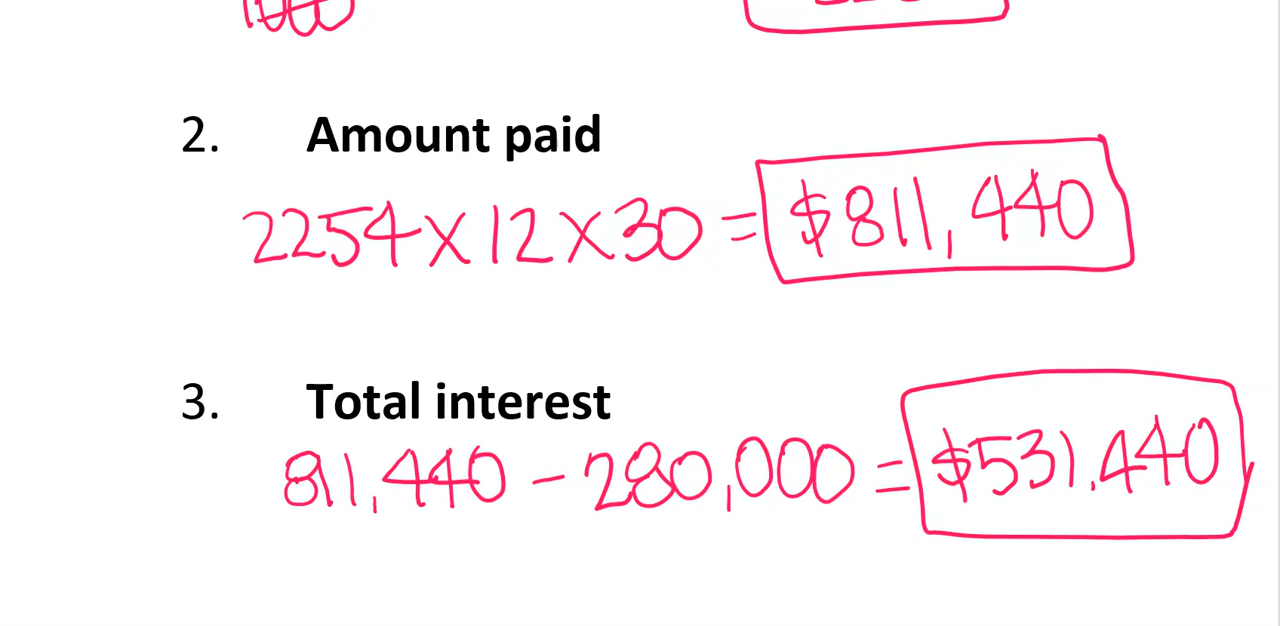 2. Amount paid
2254 x 12 x 30 = $811,440
3. Total interest
811,440 - 280,000 = $531,440